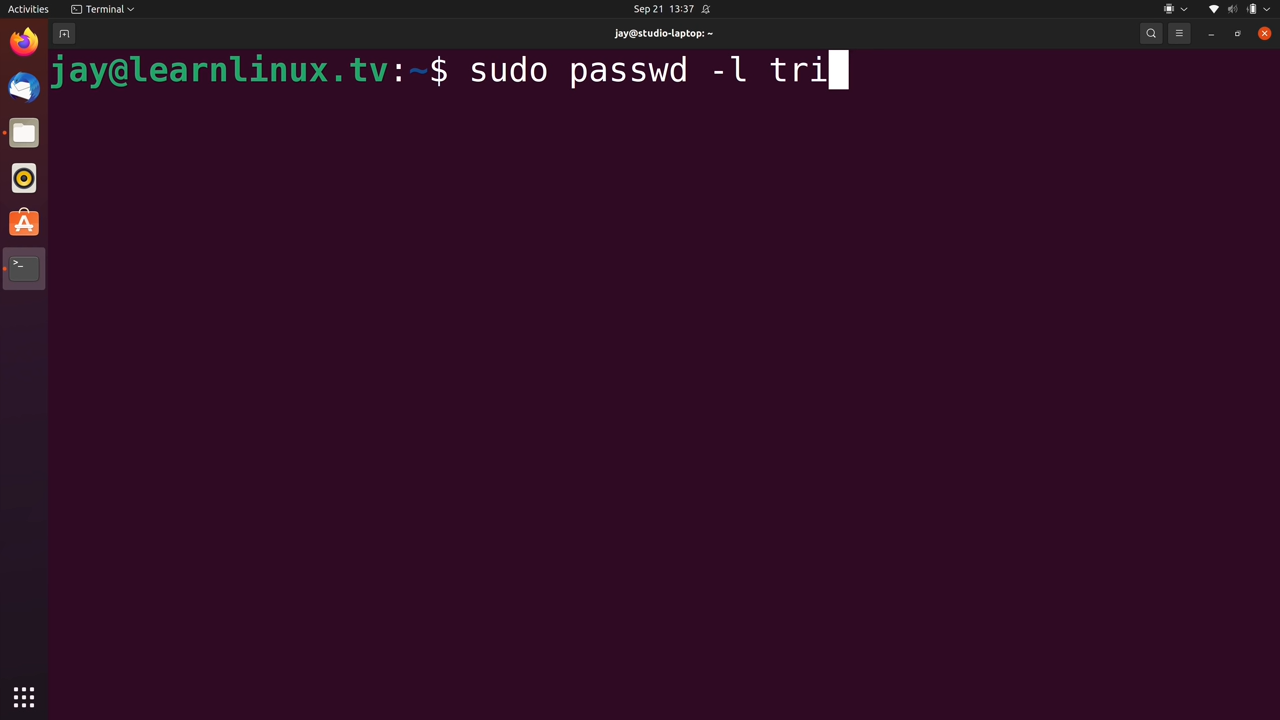 Activities Terminal Sep 21 13:37
jay@studio-laptop: ~
jay@learnlinux.tv:~$ sudo passwd -l tri
>_